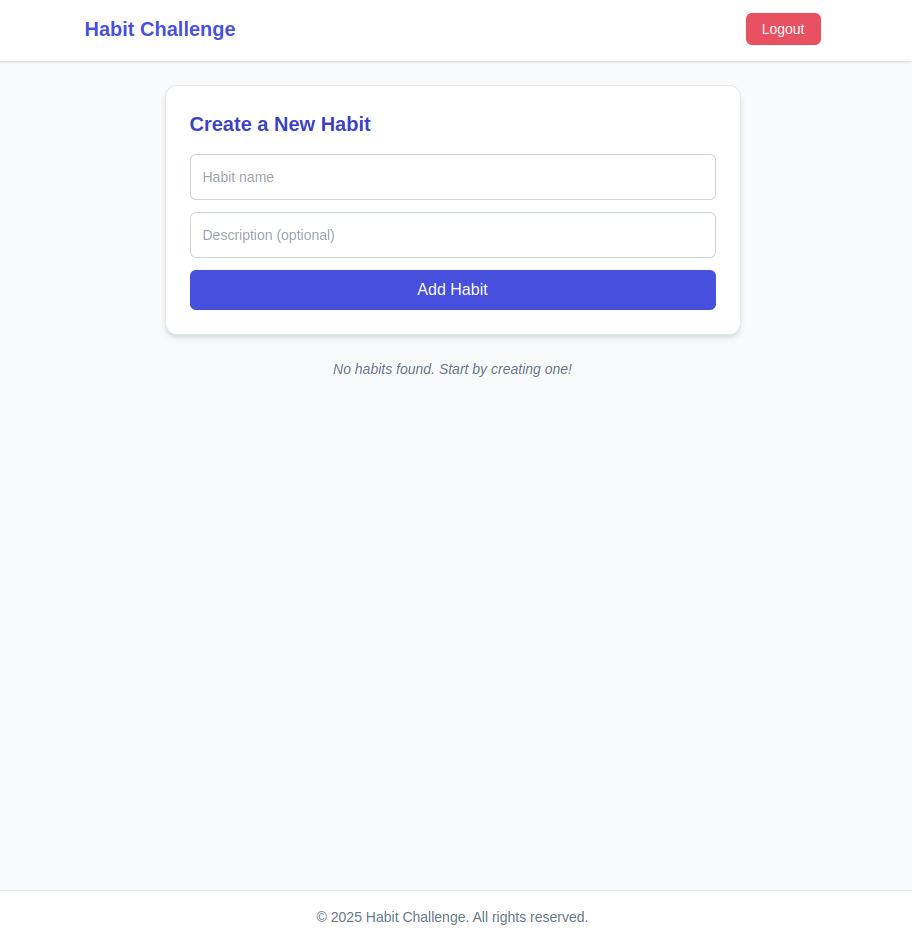 Habit Challenge
Logout
Create a New Habit
Habit name
Description (optional)
Add Habit
No habits found. Start by creating one!
© 2025 Habit Challenge. All rights reserved.